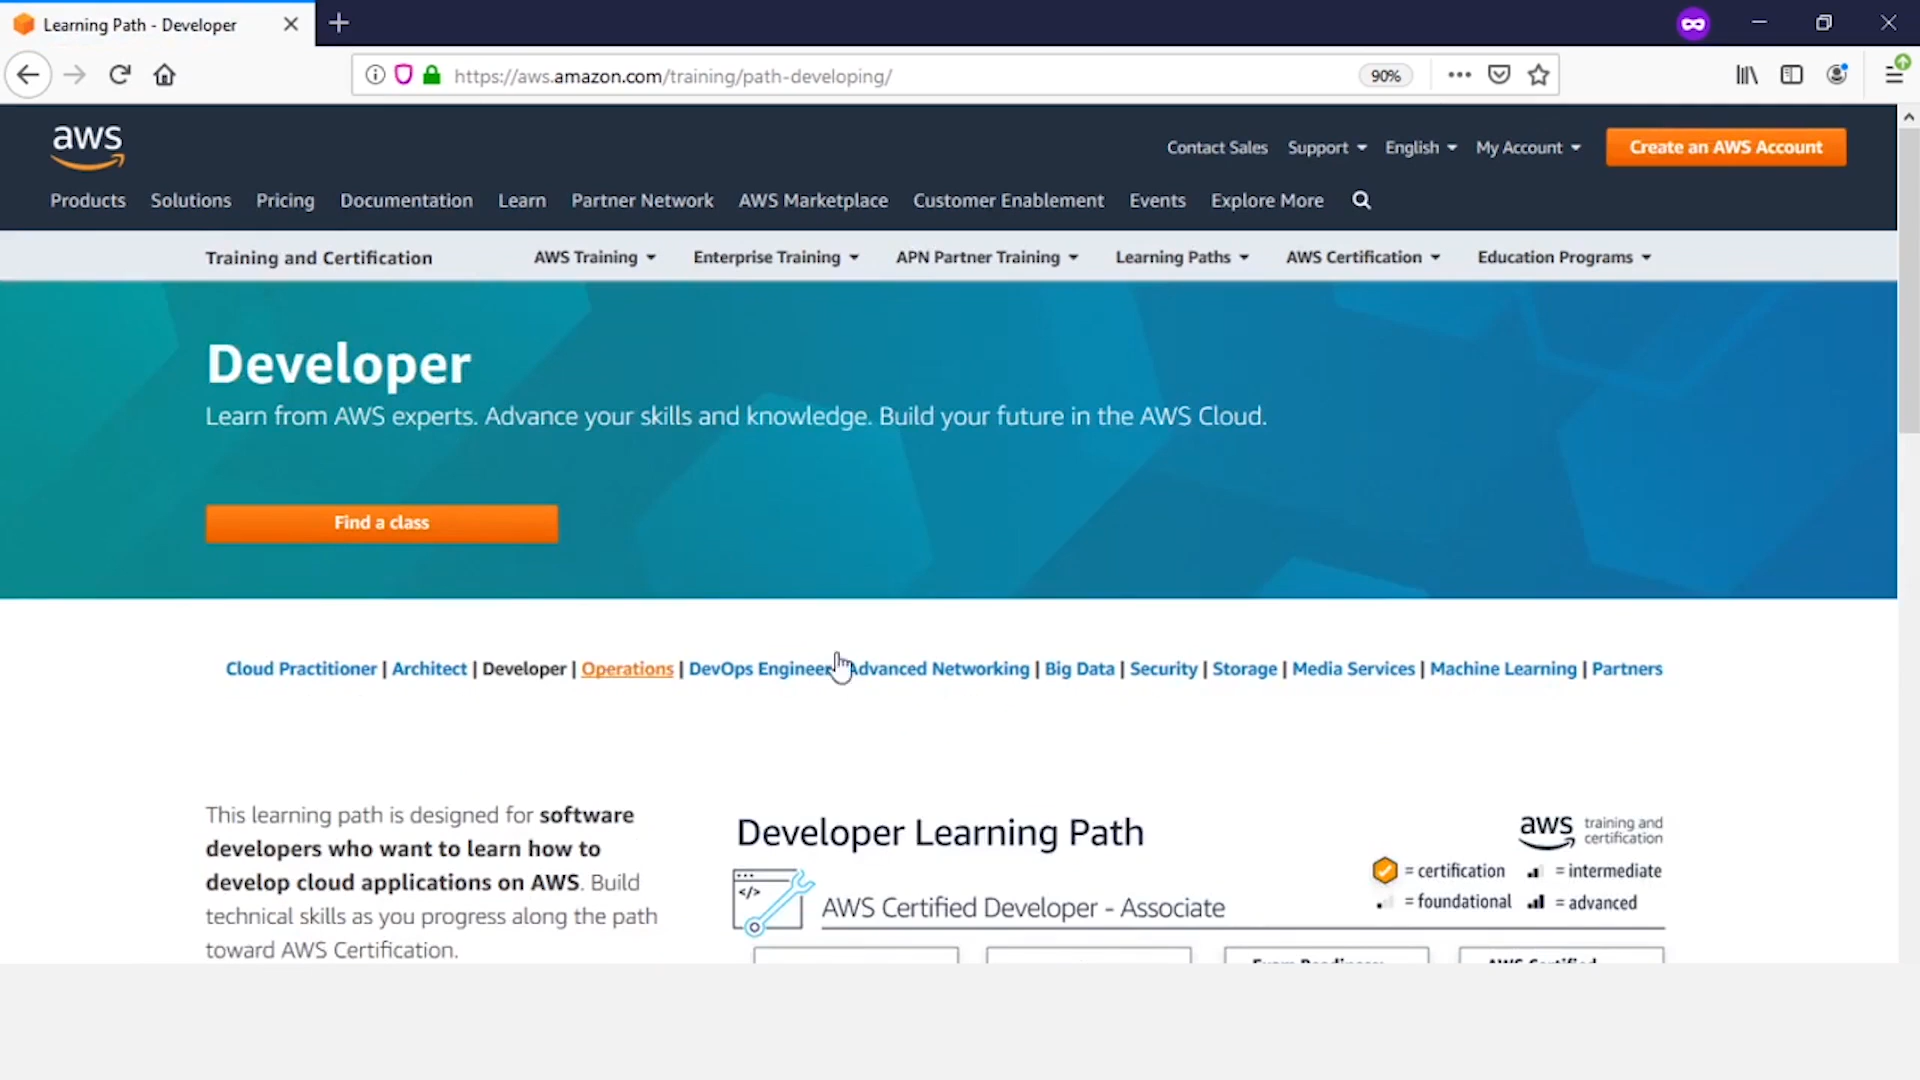 Learning Path - Developer
https://aws.amazon.com/training/path-developing/
90%
aws
Contact Sales Support English My Account Create an AWS Account
Products Solutions Pricing Documentation Learn Partner Network AWS Marketplace Customer Enablement Events Explore More
Training and Certification AWS Training Enterprise Training APN Partner Training Learning Paths AWS Certification Education Programs
Developer
Learn from AWS experts. Advance your skills and knowledge. Build your future in the AWS Cloud.
Find a class
Cloud Practitioner | Architect | Developer | Operations | DevOps Engineer Advanced Networking | Big Data | Security | Storage | Media Services | Machine Learning | Partners
This learning path is designed for software
developers who want to learn how to
develop cloud applications on AWS. Build
technical skills as you progress along the path
toward AWS Certification.
Developer Learning Path
aws training and
certification
= certification = intermediate
= foundational = advanced
</> AWS Certified Developer - Associate